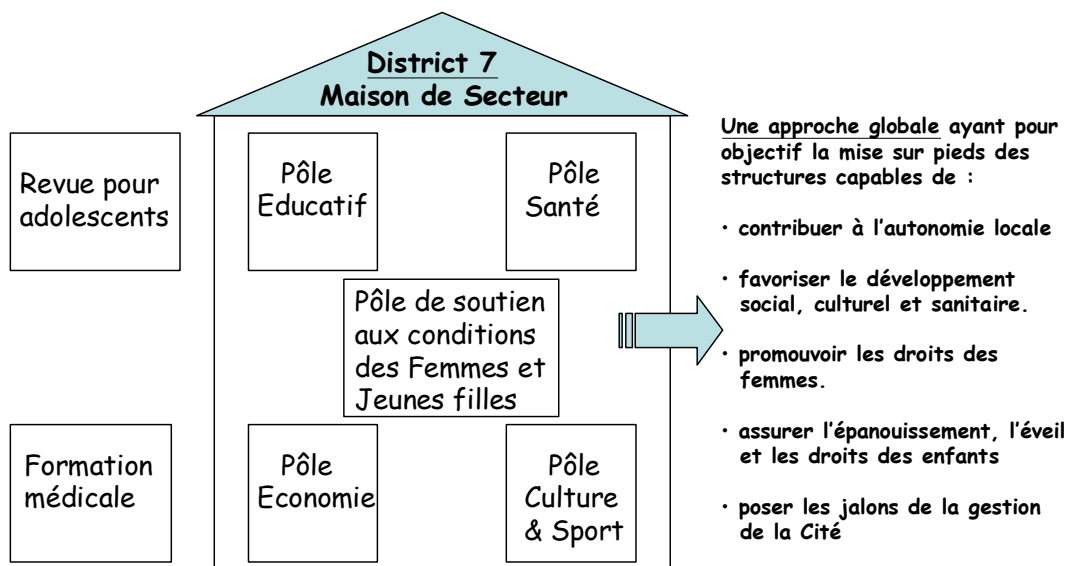 District 7
Maison de Secteur
Revue pour
adolescents
Pôle
Educatif
Pôle
Santé
Pôle de soutien
aux conditions
des Femmes et
Jeunes filles
Formation
médicale
Pôle
Economie
Pôle
Culture
& Sport
Une approche globale ayant pour
objectif la mise sur pieds des
structures capables de :
• contribuer à l'autonomie locale
• favoriser le développement
social, culturel et sanitaire.
• promouvoir les droits des
femmes.
• assurer l'épanouissement, l'éveil
et les droits des enfants
• poser les jalons de la gestion
de la Cité